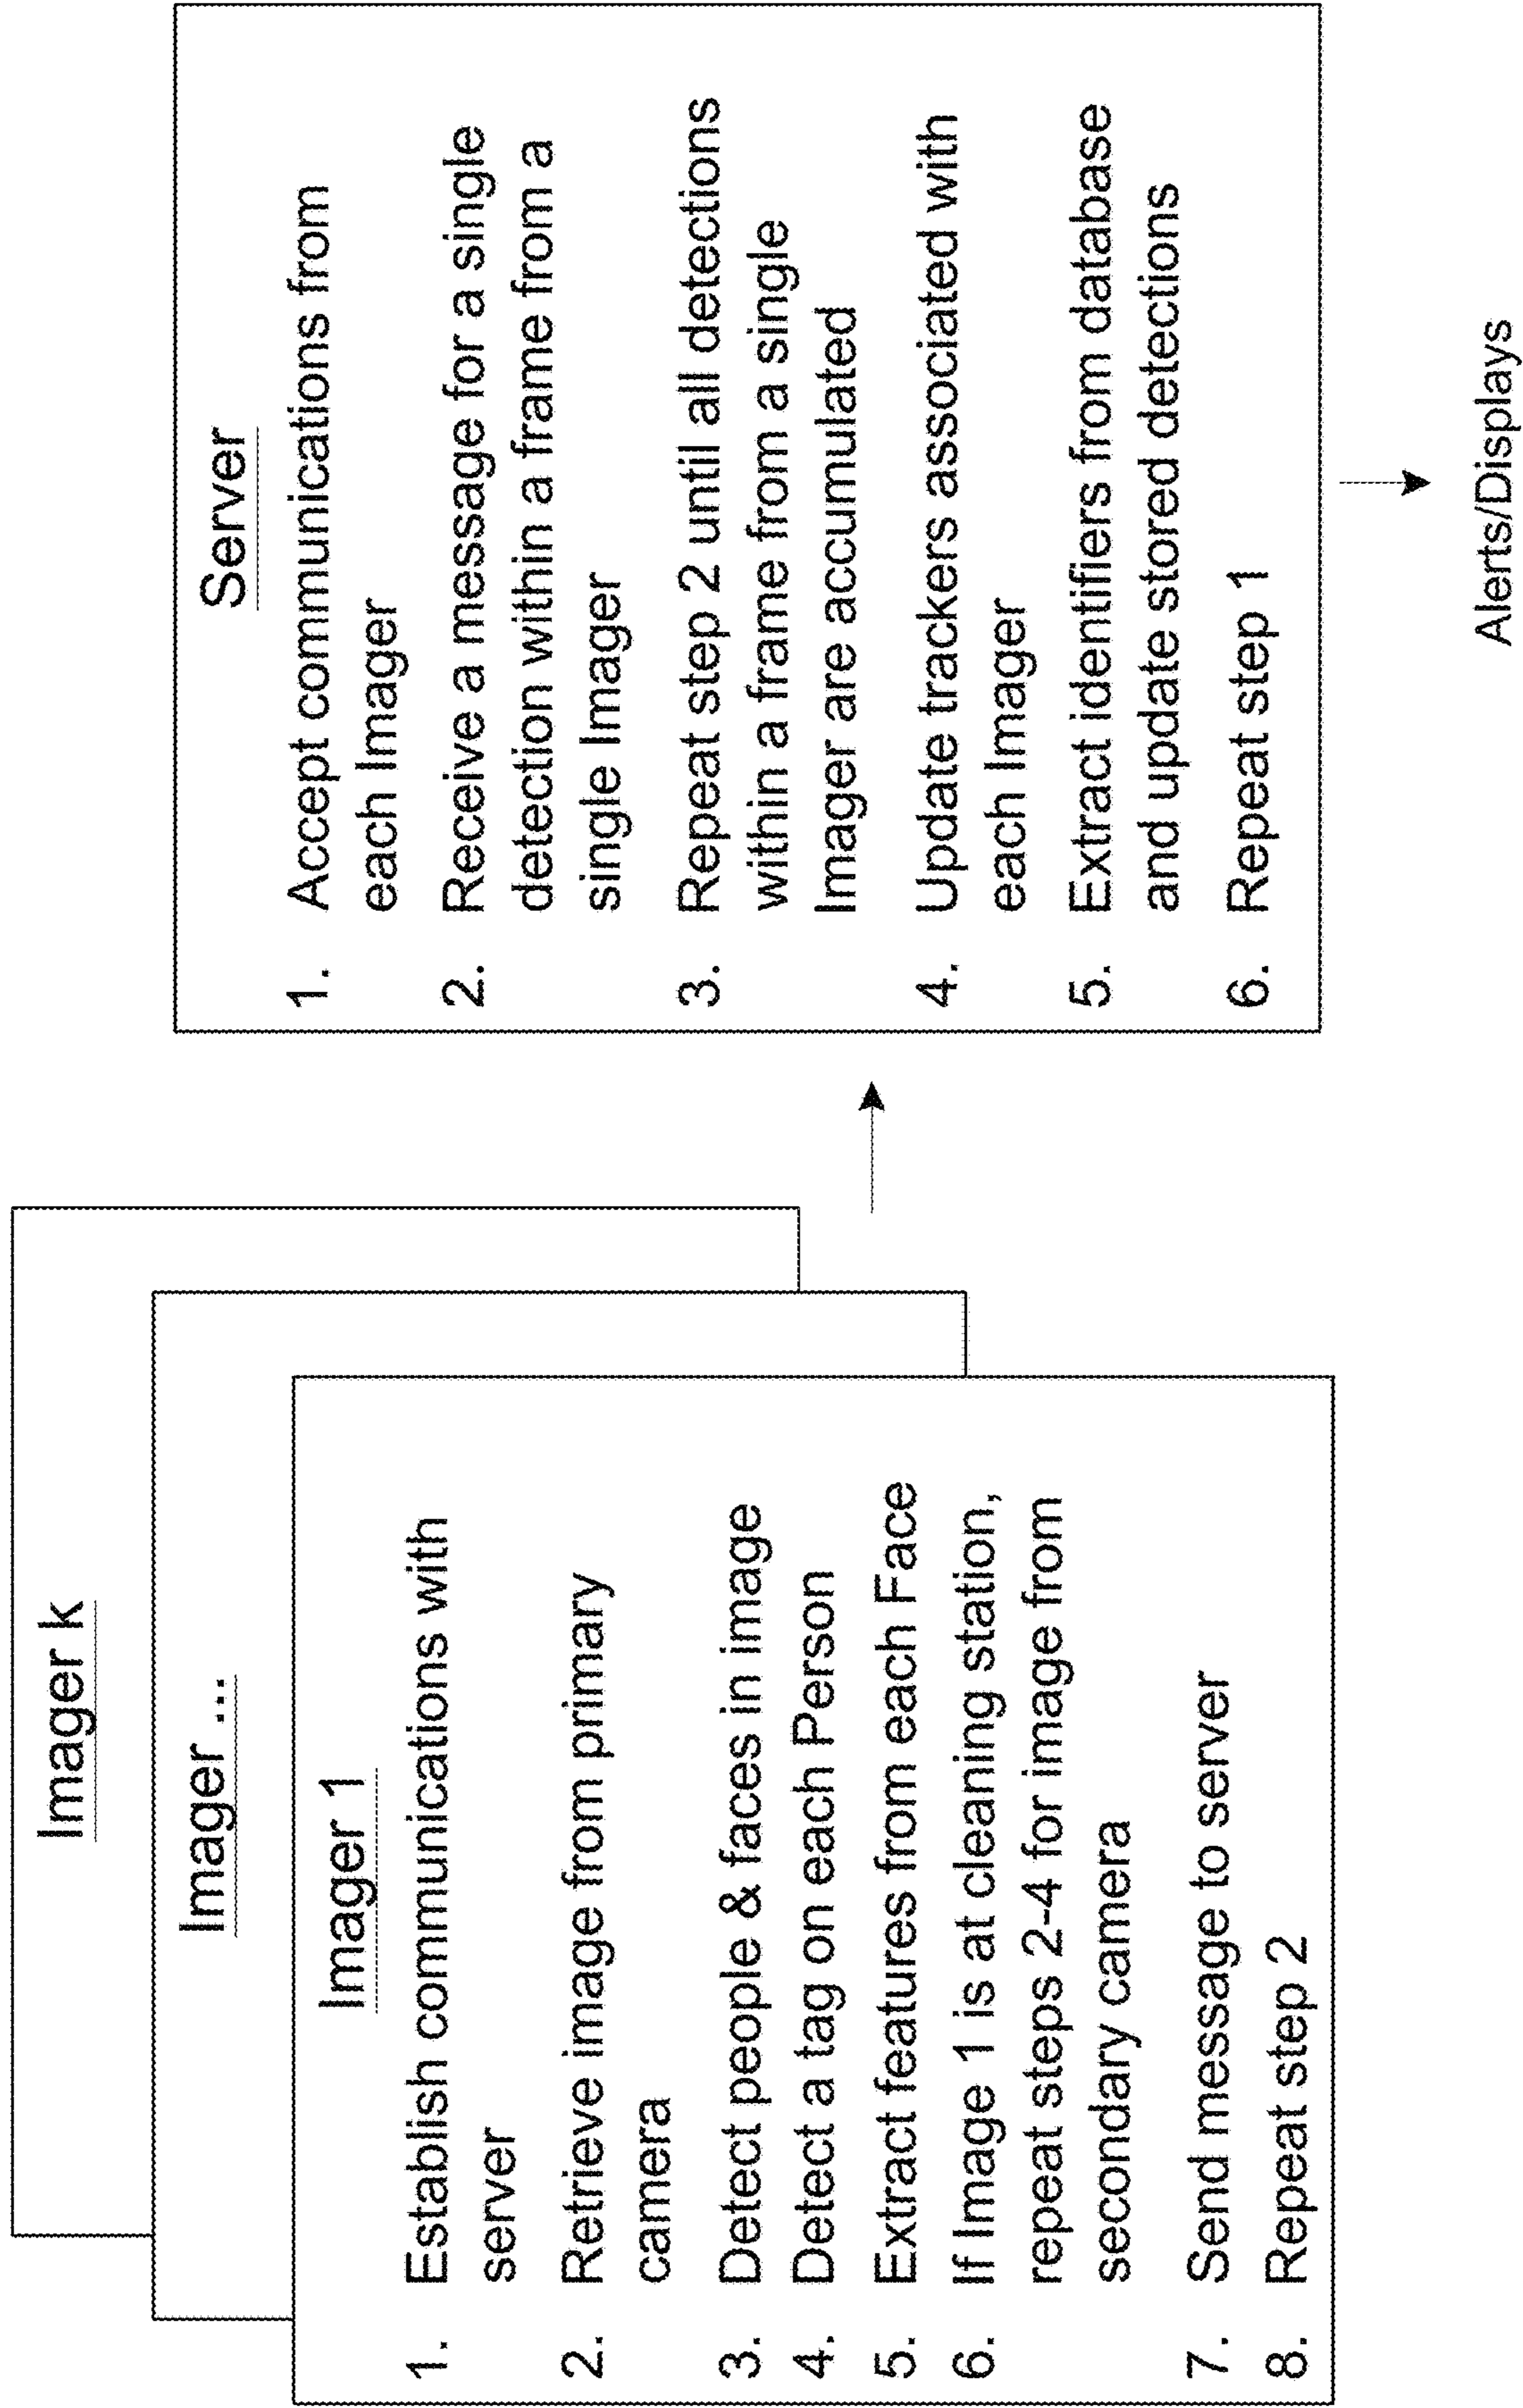 Imager k
Imager ...
Imager 1
1. Establish communications with
server
2. Retrieve image from primary
camera
3. Detect people & faces in image
4. Detect a tag on each Person
5. Extract features from each Face
6. If Image 1 is at cleaning station,
repeat steps 2-4 for image from
secondary camera
7. Send message to server
8. Repeat step 2
Server
1. Accept communications from
each Imager
2. Receive a message for a single
detection within a frame from a
single Imager
3. Repeat step 2 until all detections
within a frame from a single
Imager are accumulated
4. Update trackers associated with
each Imager
5. Extract identifiers from database
and update stored detections
6. Repeat step 1
Alerts/Displays